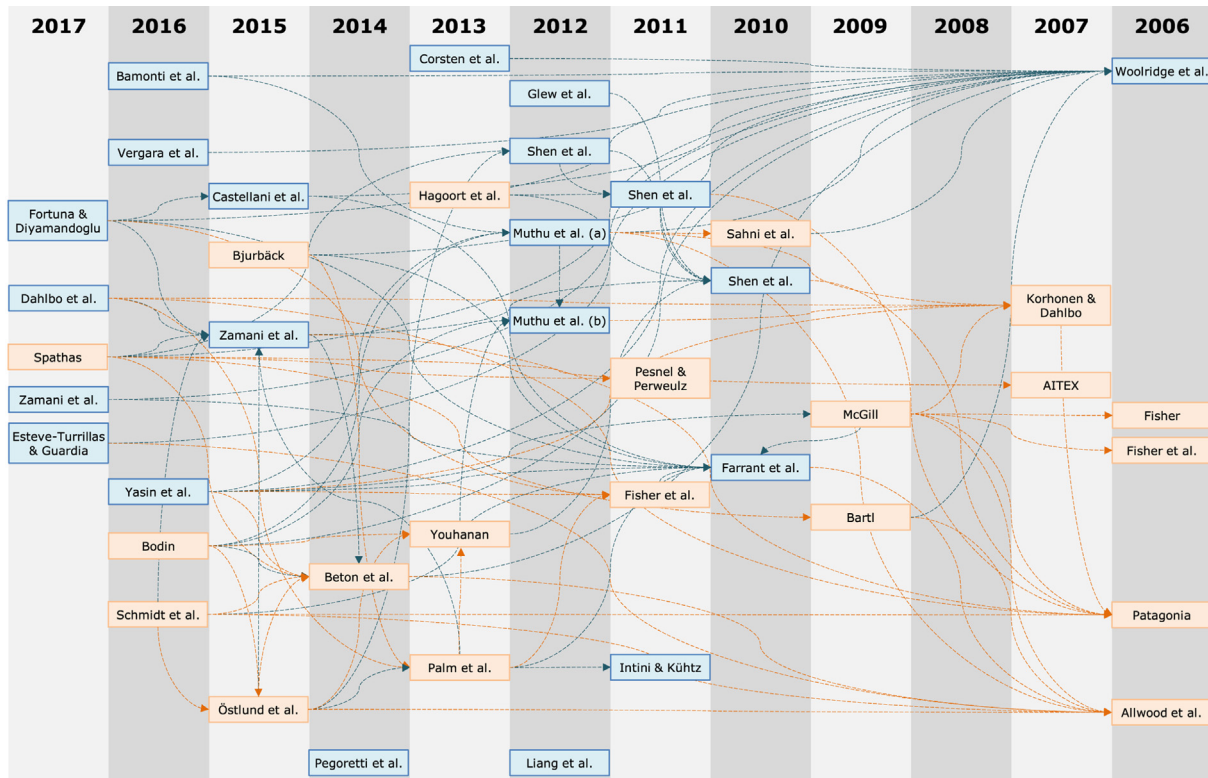 2017 2016 2015 2014 2013 2012 2011 2010 2009 2008 2007 2006
Corsten et al.
Bamonti et al.
Woolridge et al.
Glew et al.
Vergara et al.
Shen et al.
Castellani et al.
Hagoort et al.
Shen et al.
Fortuna &
Diyamandoglu
Muthu et al. (a)
Sahni et al.
Bjurbäck
Shen et al.
Dahlbo et al.
Korhonen &
Dahlbo
Zamani et al.
Muthu et al. (b)
Spathas
Pesnel &
Perweulz
AITEX
Zamani et al.
McGill
Fisher
Esteve-Turrillas
& Guardia
Fisher et al.
Farrant et al.
Yasin et al.
Fisher et al.
Bartl
Bodin
Youhanan
Beton et al.
Schmidt et al.
Patagonia
Palm et al.
Intini & Kühtz
Östlund et al.
Allwood et al.
Pegoretti et al.
Liang et al.